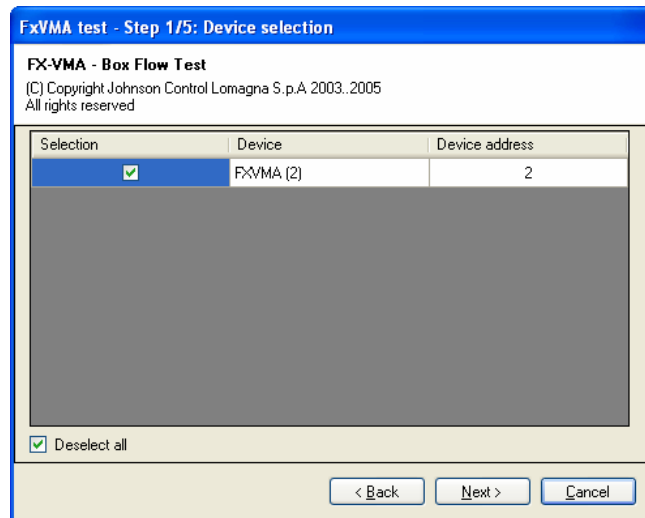 FxVMA test - Step 1/5: Device selection
FX-VMA - Box Flow Test
(C) Copyright Johnson Control Lomagna S.p.A 2003..2005
All rights reserved
Selection Device Device address
FXVMA (2) 2
Deselect all
< Back Next > Cancel